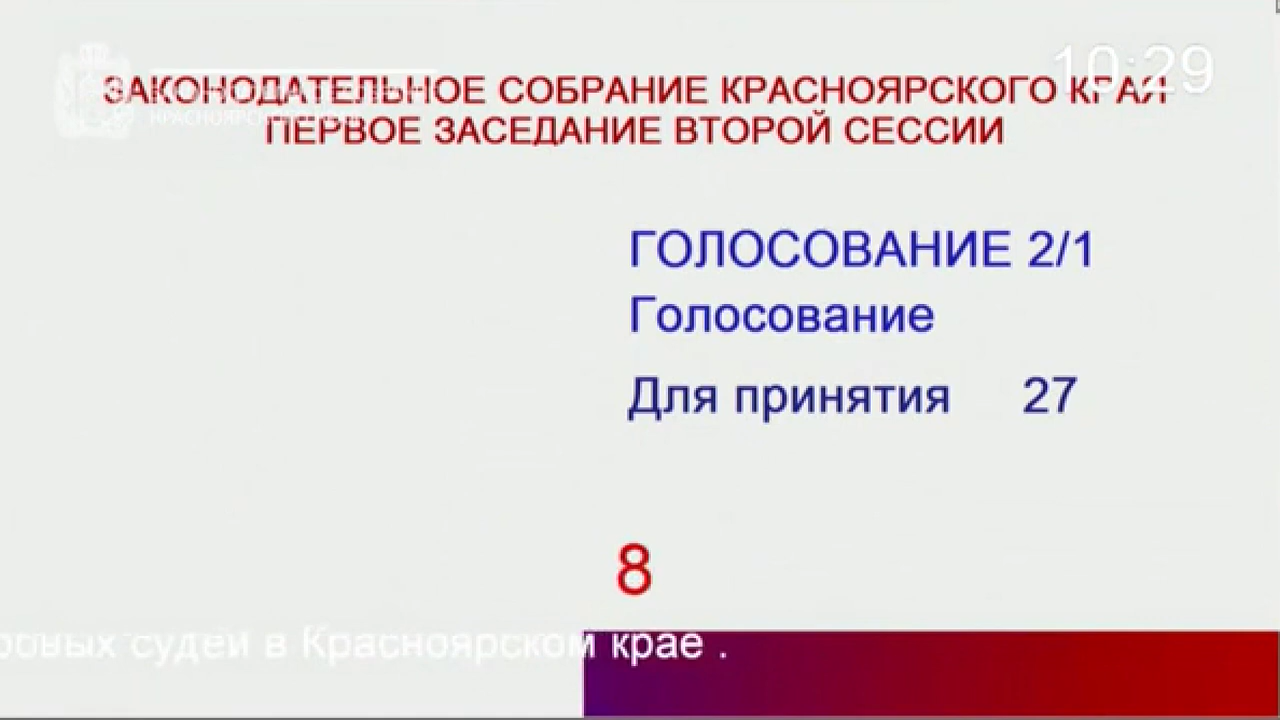 10:29
ЗАКОНОДАТЕЛЬНОЕ СОБРАНИЕ КРАСНОЯРСКОГО КРАЯ
ПЕРВОЕ ЗАСЕДАНИЕ ВТОРОЙ СЕССИИ
ГОЛОСОВАНИЕ 2/1
Голосование
Для принятия 27
8
судей в Красноярском крае .